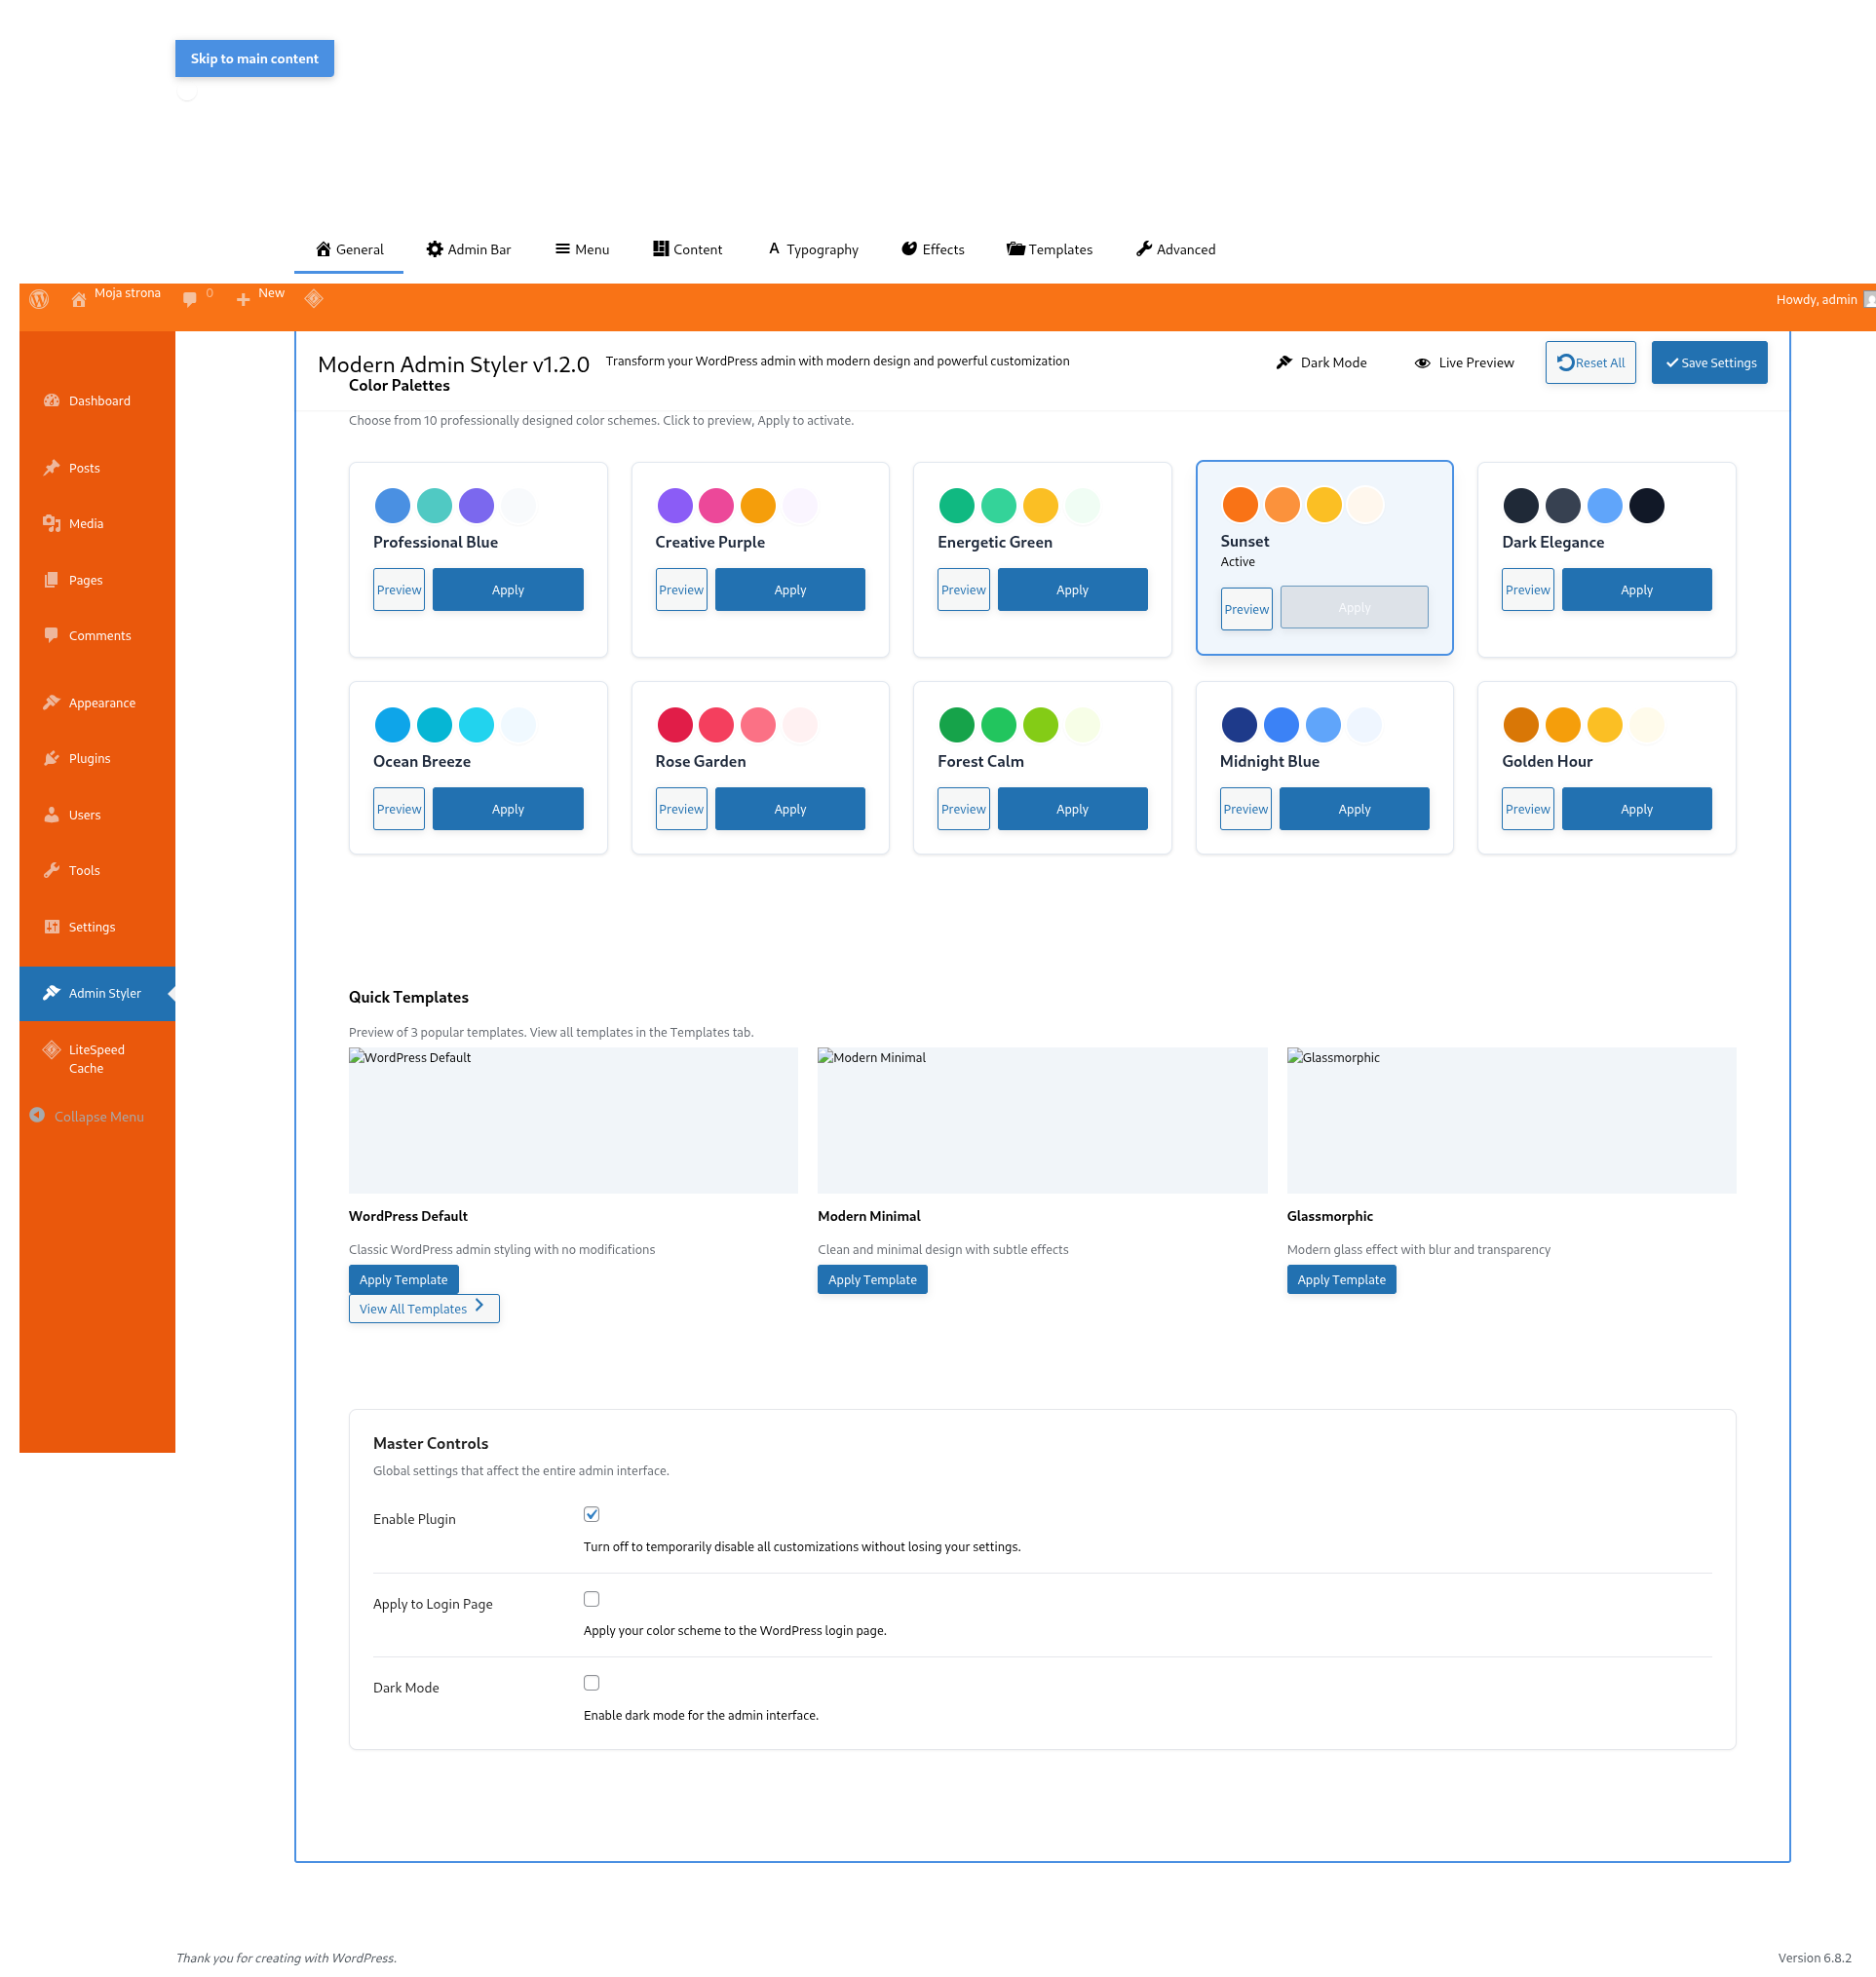 Skip to main content
General Admin Bar Menu Content Typography Effects Templates Advanced
Moja strona 0 New Howdy, admin
Modern Admin Styler v1.2.0 Transform your WordPress admin with modern design and powerful customization Dark Mode Live Preview Reset All Save Settings
Color Palettes
Choose from 10 professionally designed color schemes. Click to preview, Apply to activate.
Dashboard
Posts
Media
Pages
Comments
Appearance
Plugins
Users
Tools
Settings
Admin Styler
LiteSpeed
Cache
Collapse Menu
Professional Blue
Preview Apply
Creative Purple
Preview Apply
Energetic Green
Preview Apply
Sunset
Active
Preview Apply
Dark Elegance
Preview Apply
Ocean Breeze
Preview Apply
Rose Garden
Preview Apply
Forest Calm
Preview Apply
Midnight Blue
Preview Apply
Golden Hour
Preview Apply
Quick Templates
Preview of 3 popular templates. View all templates in the Templates tab.
WordPress Default
WordPress Default
Classic WordPress admin styling with no modifications
Apply Template
Modern Minimal
Modern Minimal
Clean and minimal design with subtle effects
Apply Template
Glassmorphic
Glassmorphic
Modern glass effect with blur and transparency
Apply Template
View All Templates
Master Controls
Global settings that affect the entire admin interface.
Enable Plugin
Turn off to temporarily disable all customizations without losing your settings.
Apply to Login Page
Apply your color scheme to the WordPress login page.
Dark Mode
Enable dark mode for the admin interface.
Thank you for creating with WordPress. Version 6.8.2